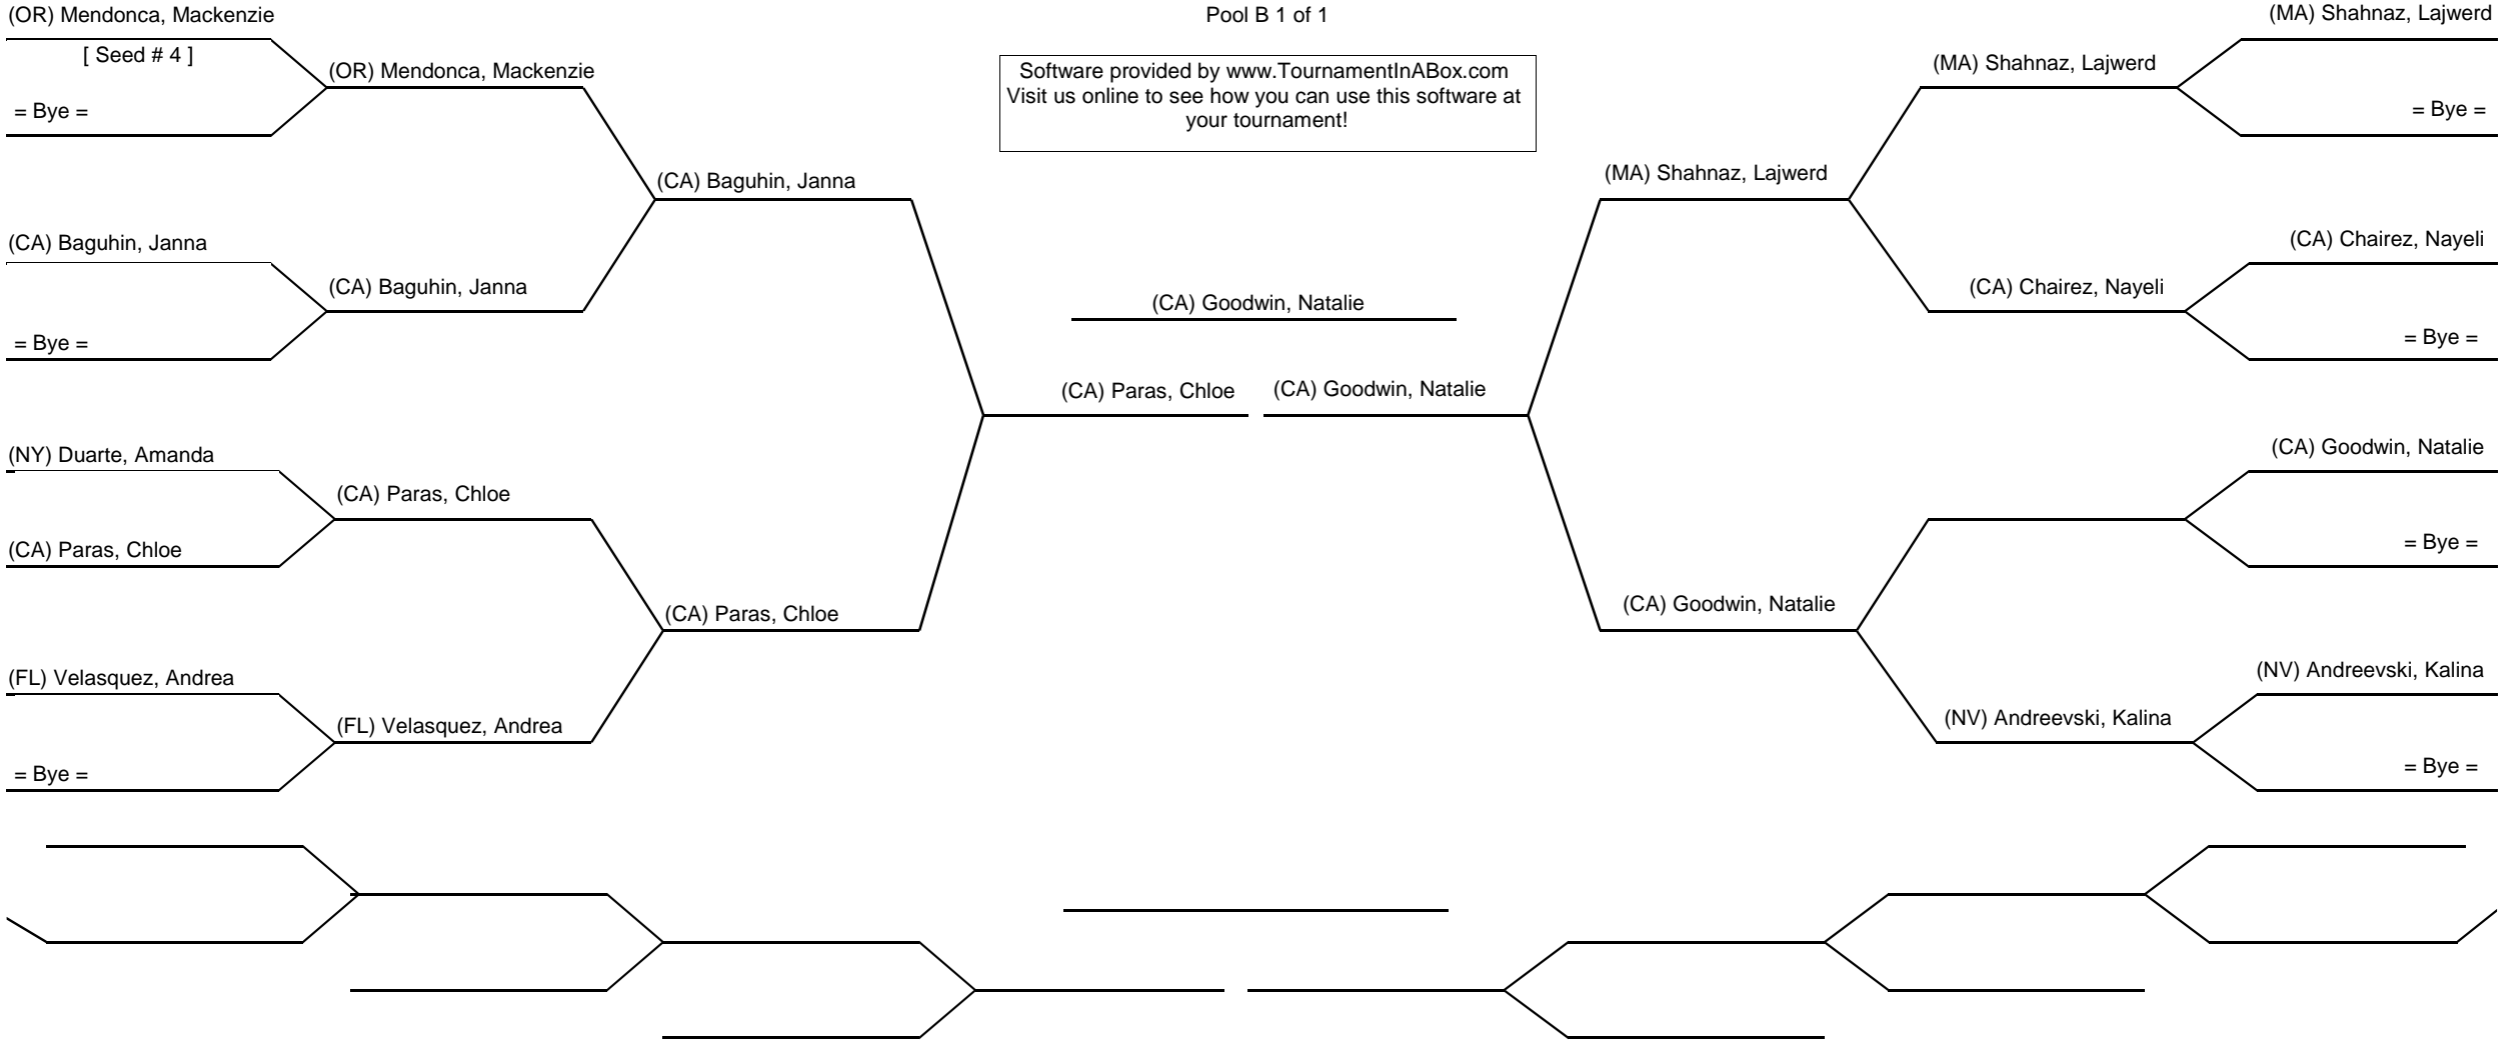 (OR) Mendonca, Mackenzie
[ Seed # 4 ]
= Bye =
(CA) Baguhin, Janna
= Bye =
(NY) Duarte, Amanda
(CA) Paras, Chloe
(FL) Velasquez, Andrea
= Bye =
(OR) Mendonca, Mackenzie
(CA) Baguhin, Janna
(CA) Paras, Chloe
(FL) Velasquez, Andrea
(CA) Baguhin, Janna
(CA) Paras, Chloe
Pool B 1 of 1
Software provided by www.TournamentInABox.com
Visit us online to see how you can use this software at
your tournament!
(CA) Goodwin, Natalie
(CA) Paras, Chloe
(CA) Goodwin, Natalie
(MA) Shahnaz, Lajwerd
(CA) Goodwin, Natalie
(MA) Shahnaz, Lajwerd
(CA) Chairez, Nayeli
(NV) Andreevski, Kalina
(MA) Shahnaz, Lajwerd
= Bye =
(CA) Chairez, Nayeli
= Bye =
(CA) Goodwin, Natalie
= Bye =
(NV) Andreevski, Kalina
= Bye =